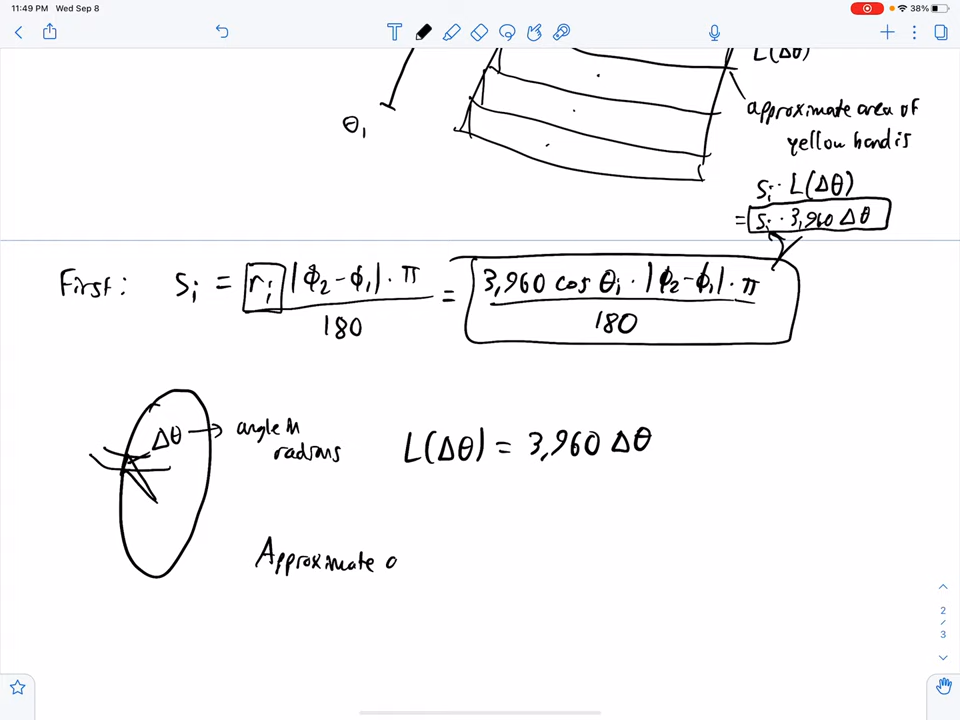 11:49 PM Wed Sep 8
38%
L(Δθ)
approximate area of
yellow band is
θ₁
Sᵢ · L(Δθ)
= Sᵢ · 3,960 Δθ
First: Sᵢ = rᵢ |ϕ₂-ϕ₁| · π / 180 = 3,960 cos θᵢ · |ϕ₂-ϕ₁| · π / 180
Δθ → angle in
radians
L(Δθ) = 3,960 Δθ
Approximate a
2
/
3